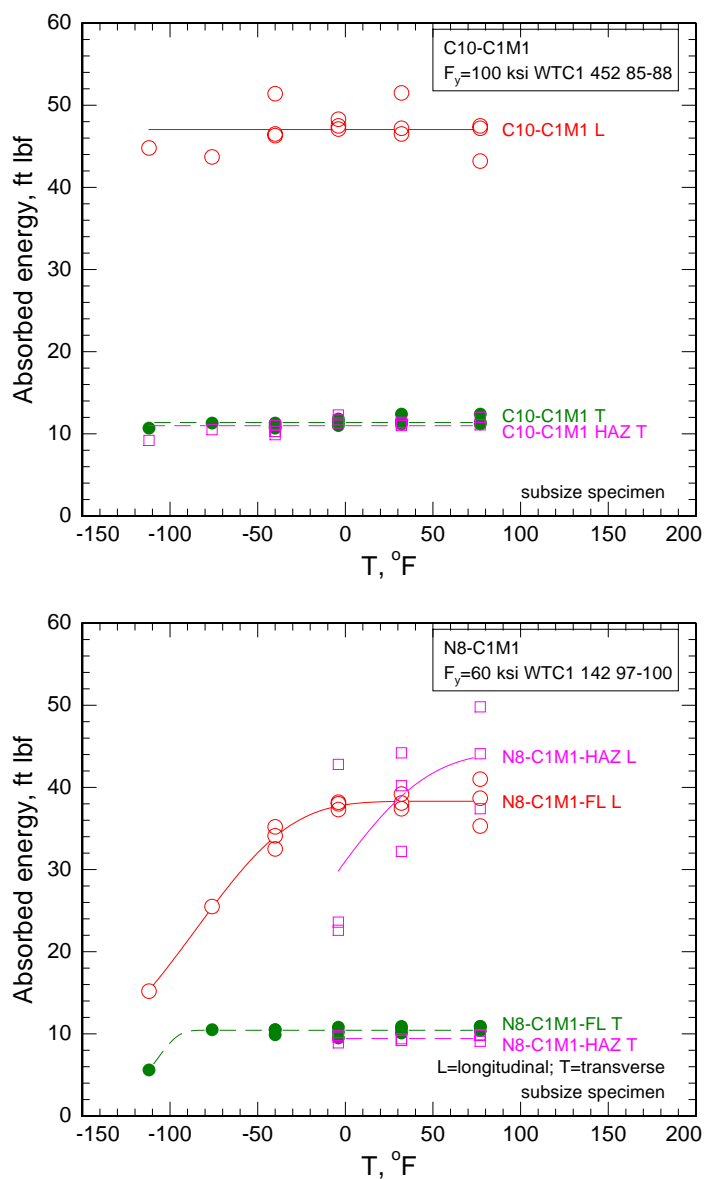 60
50
40
30
20
10
0
Absorbed energy, ft lbf
C10-C1M1
Fy=100 ksi WTC1 452 85-88
C10-C1M1 L
C10-C1M1 T
C10-C1M1 HAZ T
subsize specimen
-150 -100 -50 0 50 100 150 200
T, °F
60
50
40
30
20
10
0
Absorbed energy, ft lbf
N8-C1M1
Fy=60 ksi WTC1 142 97-100
N8-C1M1-HAZ L
N8-C1M1-FL L
N8-C1M1-FL T
N8-C1M1-HAZ T
L=longitudinal; T=transverse
subsize specimen
-150 -100 -50 0 50 100 150 200
T, °F